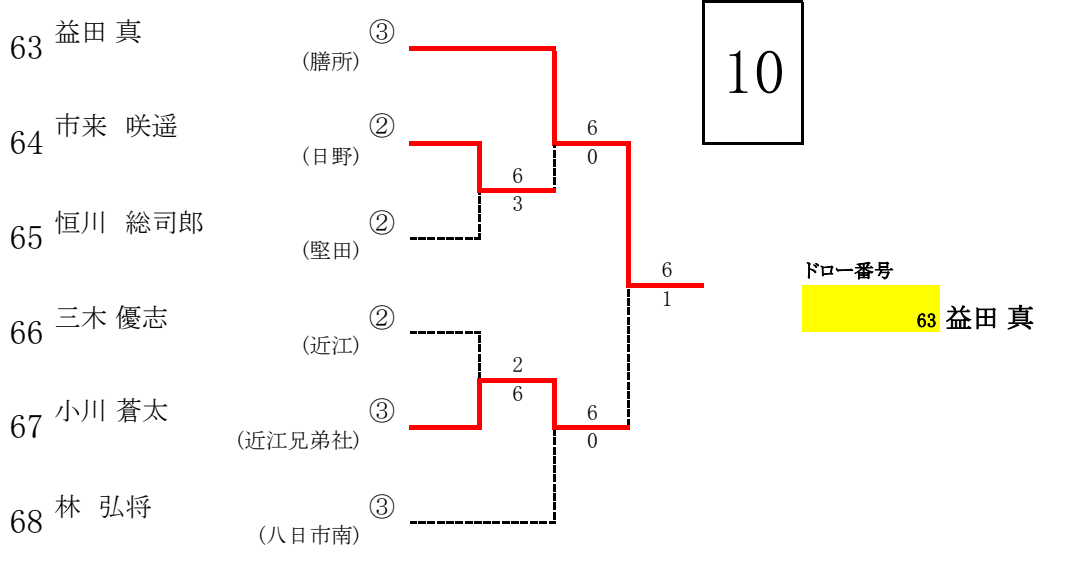 10
63 益田 真 ③
(膳所)
64 市来 咲遥 ②
(日野)
6
0
6
3
65 恒川 総司郎 ②
(堅田)
6
1
ドロー番号
63 益田 真
66 三木 優志 ②
(近江)
2
6
67 小川 蒼太 ③
(近江兄弟社)
6
0
68 林 弘将 ③
(八日市南)